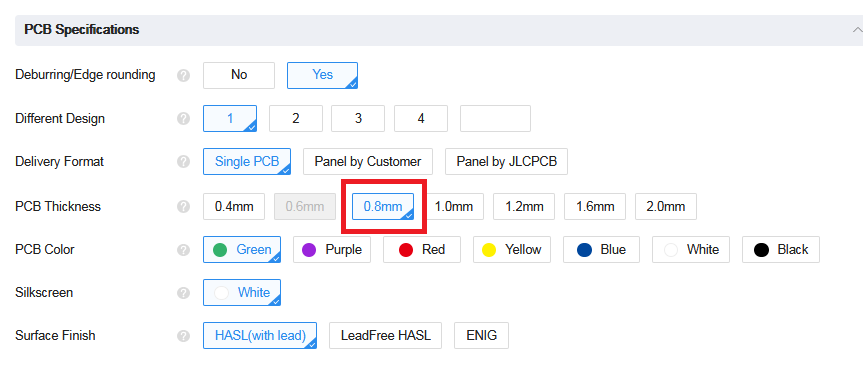 PCB Specifications
Deburring/Edge rounding ? No Yes
Different Design ? 1 2 3 4
Delivery Format ? Single PCB Panel by Customer Panel by JLCPCB
PCB Thickness ? 0.4mm 0.6mm 0.8mm 1.0mm 1.2mm 1.6mm 2.0mm
PCB Color ? Green Purple Red Yellow Blue White Black
Silkscreen ? White
Surface Finish ? HASL(with lead) LeadFree HASL ENIG